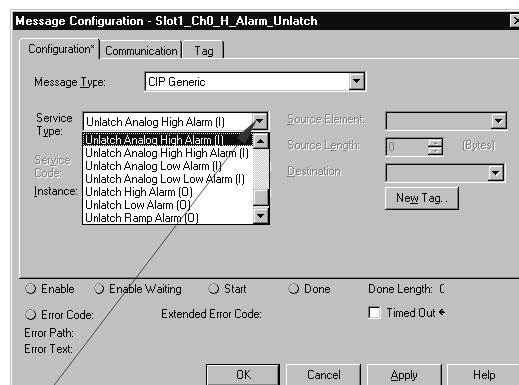 Message Configuration - Slot1_Ch0_H_Alarm_Unlatch
Configuration* Communication Tag
Message Type: CIP Generic
Service Type: Unlatch Analog High Alarm (I) Source Element:
Unlatch Analog High Alarm (I)
Unlatch Analog High High Alarm (I)
Unlatch Analog Low Alarm (I)
Unlatch Analog Low Low Alarm (I)
Unlatch High Alarm (O)
Unlatch Low Alarm (O)
Unlatch Ramp Alarm (O)
Service Code:
Instance:
Source Length: 0 (Bytes)
Destination
New Tag...
Enable Enable Waiting Start Done Done Length: 0
Error Code: Extended Error Code: Timed Out
Error Path:
Error Text:
OK Cancel Apply Help